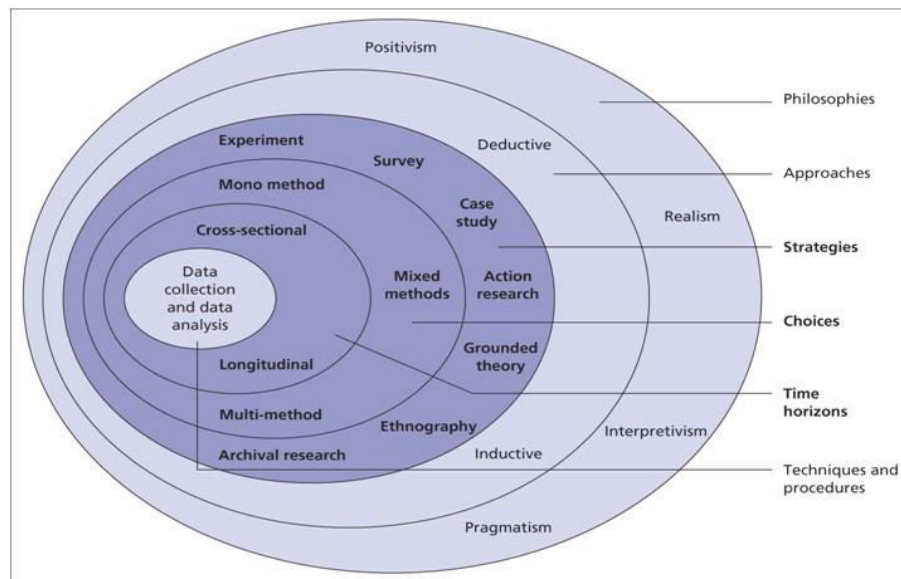 Positivism
Philosophies
Experiment
Deductive
Survey
Approaches
Mono method
Case
study
Realism
Cross-sectional
Strategies
Data
collection
and data
analysis
Mixed
methods
Action
research
Choices
Grounded
theory
Longitudinal
Time
horizons
Multi-method
Ethnography
Interpretivism
Archival research
Inductive
Techniques and
procedures
Pragmatism